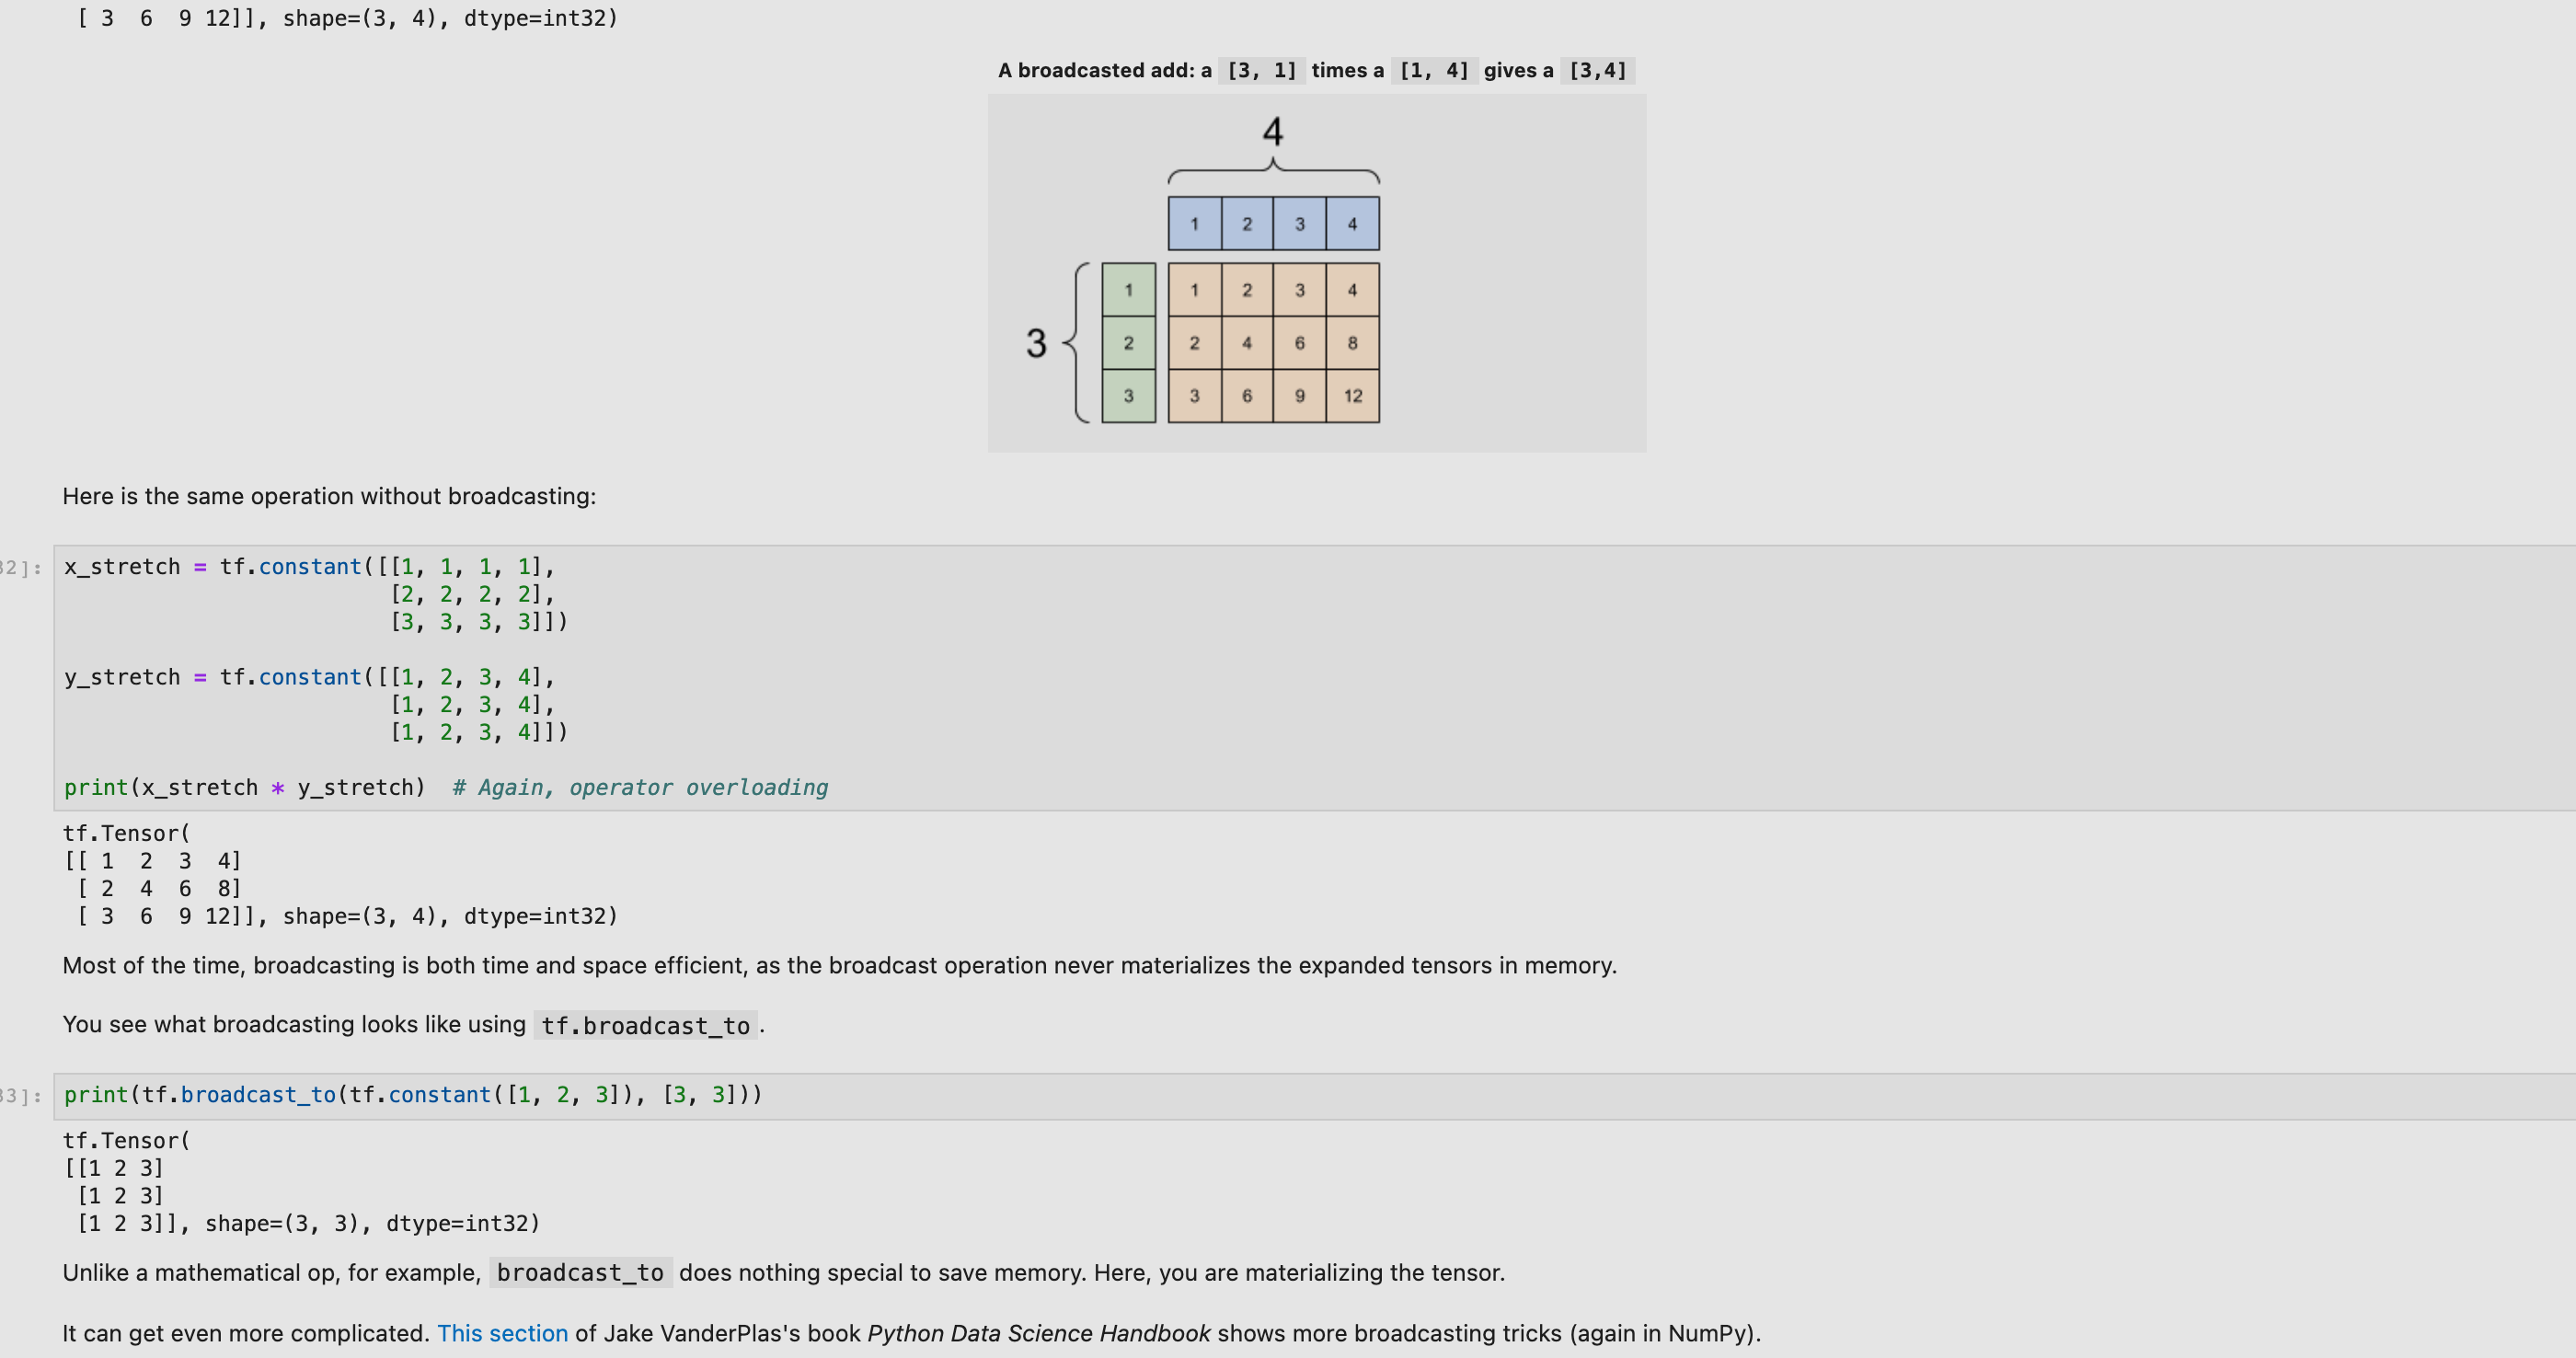 [ 3  6  9 12]], shape=(3, 4), dtype=int32)
A broadcasted add: a [3, 1] times a [1, 4] gives a [3,4]
4
1 2 3 4
1 1 2 3 4
3 2 2 4 6 8
3 3 6 9 12
Here is the same operation without broadcasting:
32]: x_stretch = tf.constant([[1, 1, 1, 1],
                         [2, 2, 2, 2],
                         [3, 3, 3, 3]])
y_stretch = tf.constant([[1, 2, 3, 4],
                         [1, 2, 3, 4],
                         [1, 2, 3, 4]])
print(x_stretch * y_stretch)  # Again, operator overloading
tf.Tensor(
[[ 1  2  3  4]
 [ 2  4  6  8]
 [ 3  6  9 12]], shape=(3, 4), dtype=int32)
Most of the time, broadcasting is both time and space efficient, as the broadcast operation never materializes the expanded tensors in memory.
You see what broadcasting looks like using tf.broadcast_to.
33]: print(tf.broadcast_to(tf.constant([1, 2, 3]), [3, 3]))
tf.Tensor(
[[1 2 3]
 [1 2 3]
 [1 2 3]], shape=(3, 3), dtype=int32)
Unlike a mathematical op, for example, broadcast_to does nothing special to save memory. Here, you are materializing the tensor.
It can get even more complicated. This section of Jake VanderPlas's book Python Data Science Handbook shows more broadcasting tricks (again in NumPy).